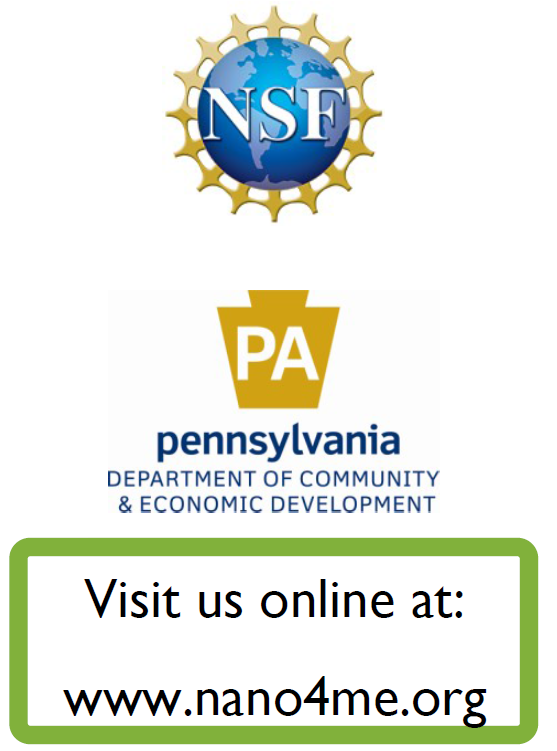 NSF
PA
pennsylvania
DEPARTMENT OF COMMUNITY
& ECONOMIC DEVELOPMENT
Visit us online at:
www.nano4me.org